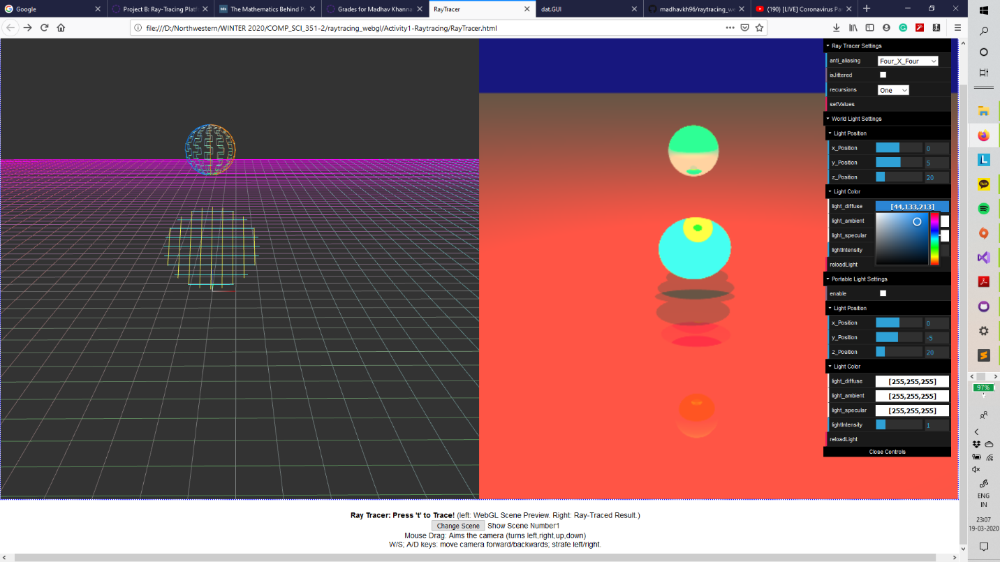 Google
Project B: Ray-Tracing Platf
The Mathematics Behind P
Grades for Madhav Khanna
RayTracer
dat.GUI
madhavkh96/raytracing_we
(190) [LIVE] Coronavirus Pa
file:///D:/Northwestern/WINTER 2020/COMP_SCI_351-2/raytracing_webgl/Activity1-Raytracing/RayTracer.html
Ray Tracer Settings
anti_aliasing Four_X_Four
isJittered
recursions One
setValues
World Light Settings
Light Position
x_Position 0
y_Position 5
z_Position 20
Light Color
light_diffuse [44,133,213]
light_ambient
light_specular
lightIntensity
reloadLight
Portable Light Settings
enable
Light Position
x_Position 0
y_Position -5
z_Position 20
Light Color
light_diffuse [255,255,255]
light_ambient [255,255,255]
light_specular [255,255,255]
lightIntensity 1
reloadLight
Close Controls
Ray Tracer: Press 't' to Trace! (left: WebGL Scene Preview. Right: Ray-Traced Result.)
Change Scene Show Scene Number1
Mouse Drag: Aims the camera (turns left,right,up,down)
W/S; A/D keys: move camera forward/backwards; strafe left/right.
L
TALK
97%
ENG
IN
23:07
19-03-2020